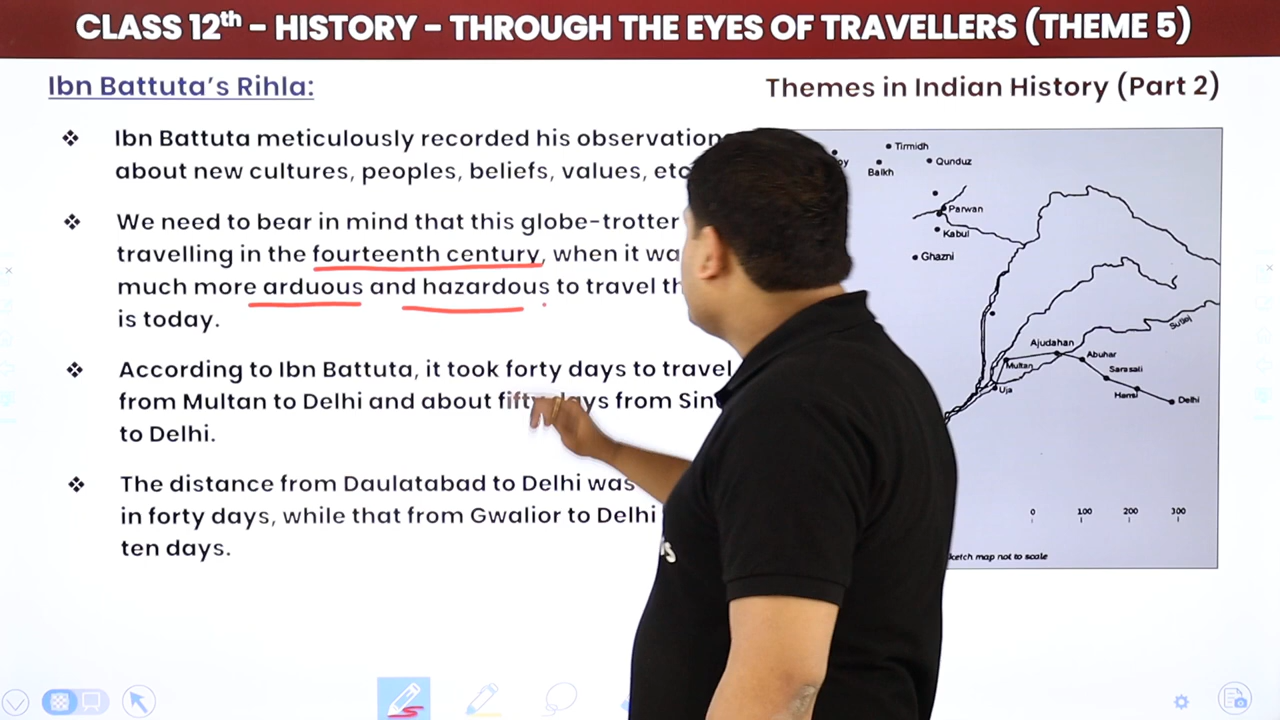 CLASS 12th – HISTORY – THROUGH THE EYES OF TRAVELLERS (THEME 5)
Ibn Battuta's Rihla:
Themes in Indian History (Part 2)
❖ Ibn Battuta meticulously recorded his observation
about new cultures, peoples, beliefs, values, etc
❖ We need to bear in mind that this globe-trotter
travelling in the fourteenth century, when it wa
much more arduous and hazardous to travel th
is today.
❖ According to Ibn Battuta, it took forty days to travel
from Multan to Delhi and about fifty days from Sin
to Delhi.
❖ The distance from Daulatabad to Delhi was
in forty days, while that from Gwalior to Delhi
ten days.
Tirmidh
Balkh
Qunduz
Parwan
Kabul
Ghazni
Sutlej
Ajudahan
Abuhar
Multan
Sarasati
Uja
Hansi
Delhi
0 100 200 300
ketch map not to scale